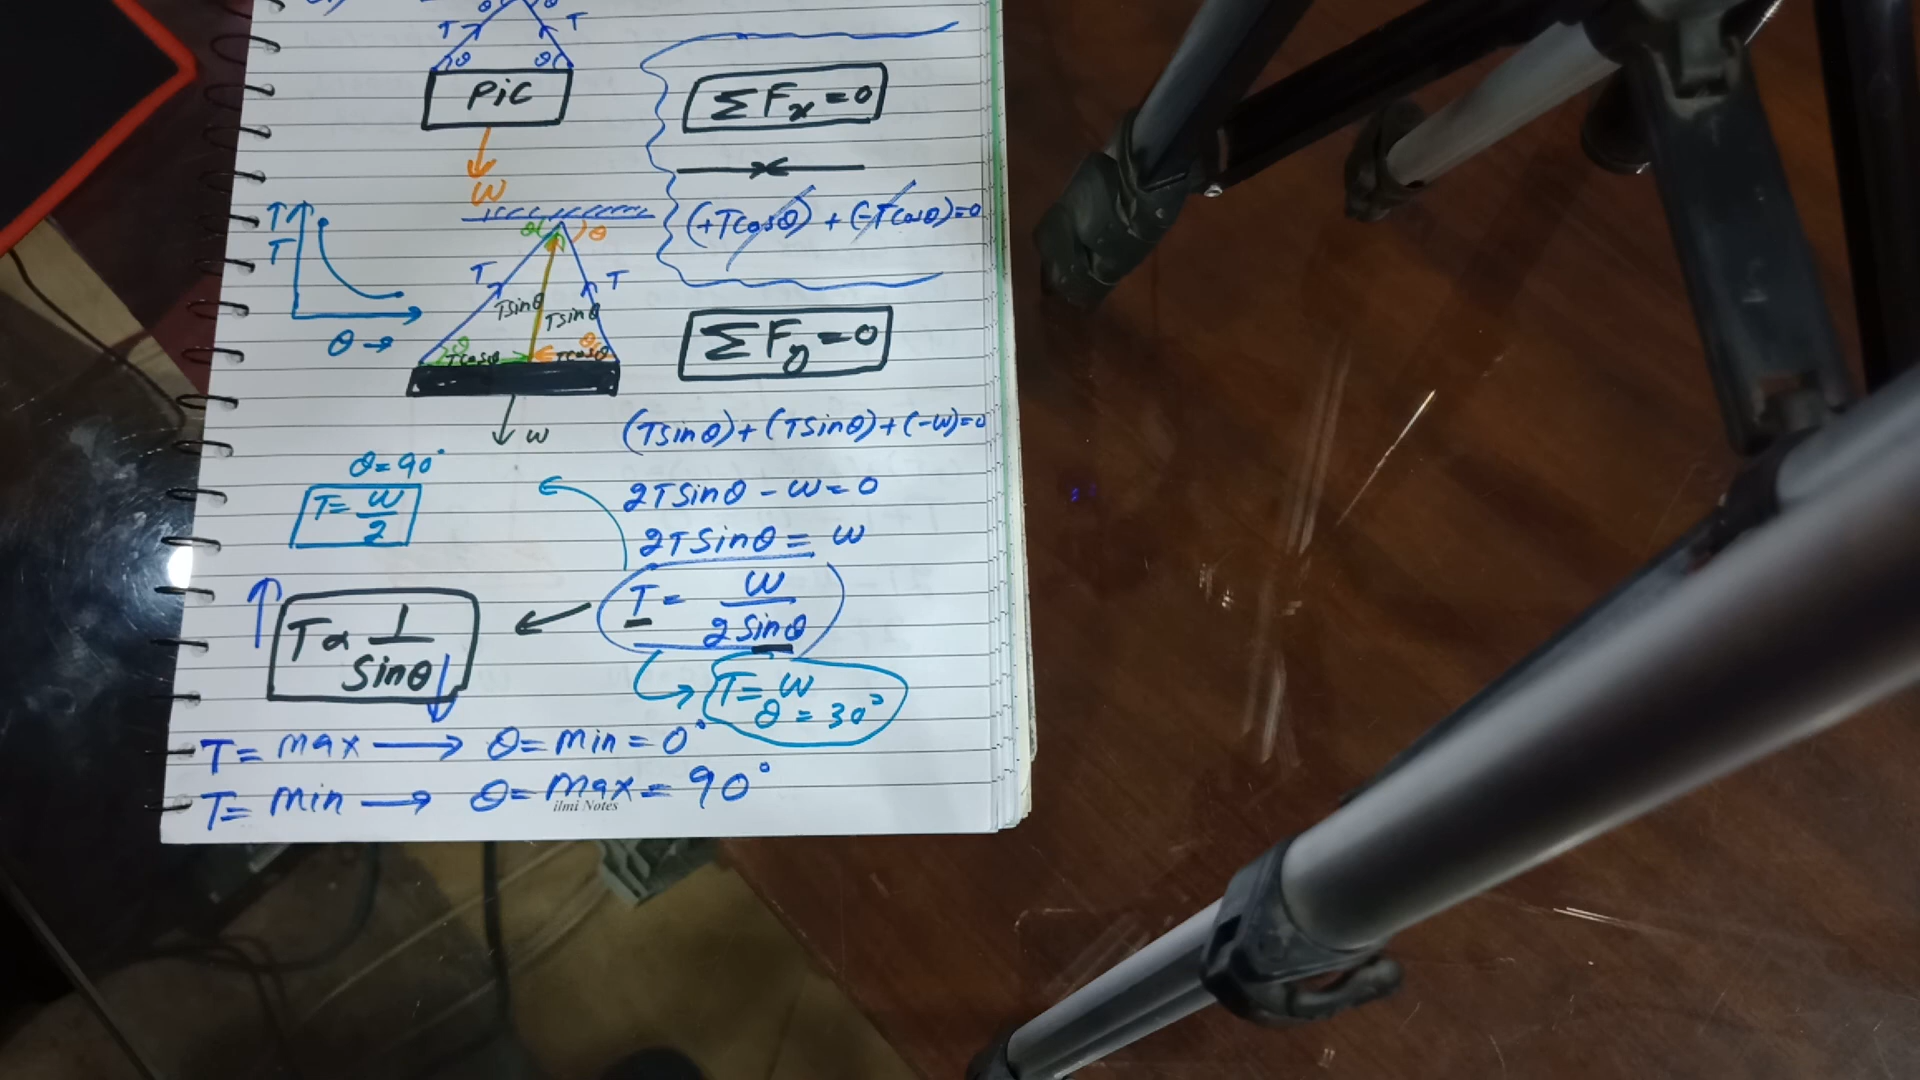 θ θ
T T
θ θ
PiC
W
ΣFx=0
(+Tcosθ) + (-Tcosθ)=0
T
T
θ →
θ θ
T T
Tsinθ Tsinθ
θ θ
Tcosθ Tcosθ
w
ΣFy=0
(Tsinθ)+(Tsinθ)+(-w)=0
θ=90°
T= w/2
2Tsinθ - w=0
2Tsinθ = w
T = w/2sinθ
T∝ 1/Sinθ
T= w
θ = 30°
T= max → θ= min = 0°
T= min → θ= max = 90°
ilmi Notes